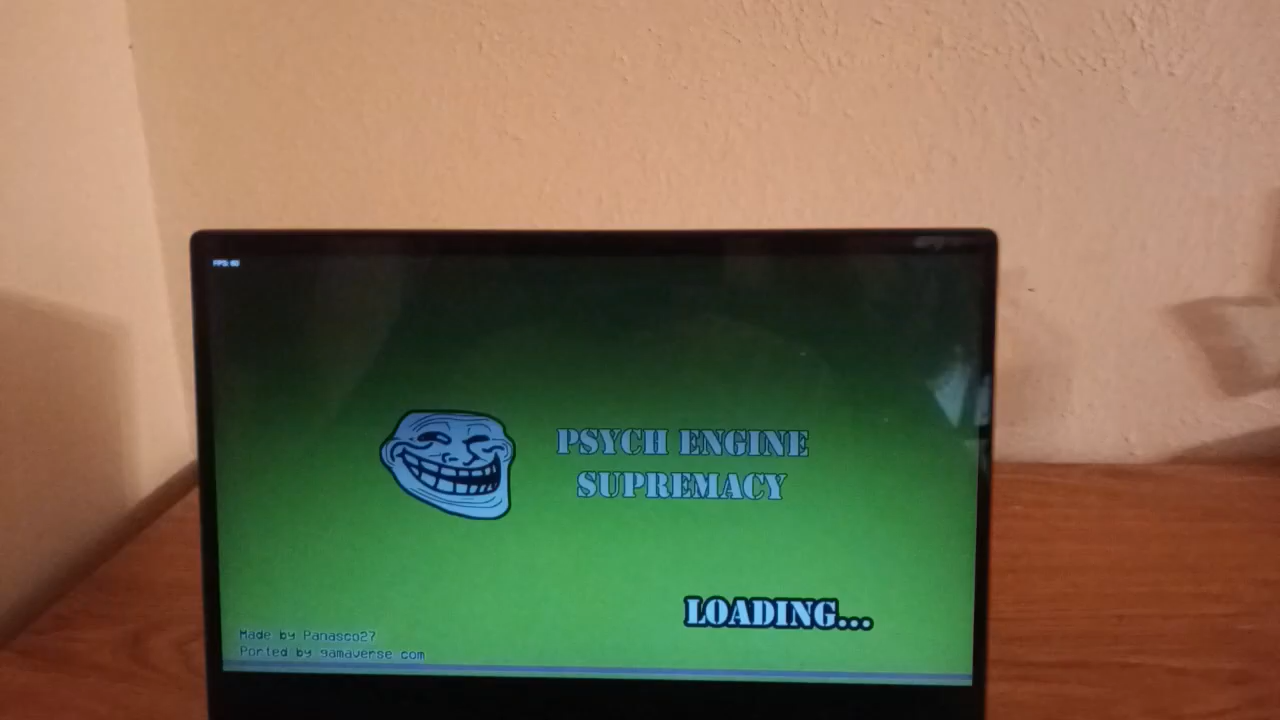 FPS: 60
PSYCH ENGINE
SUPREMACY
LOADING...
Made by Panasco27
Ported by gamaverse.com